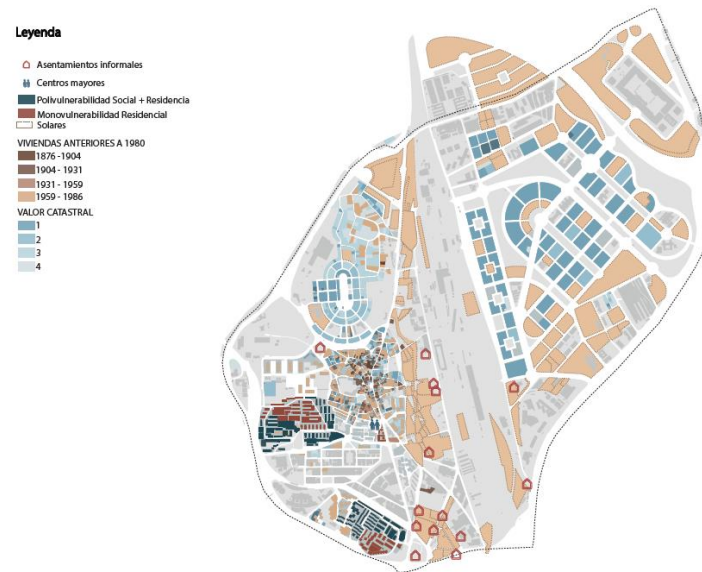 Leyenda
Asentamientos informales
Centros mayores
Polivulnerabilidad Social + Residencia
Monovulnerabilidad Residencial
Solares
VIVIENDAS ANTERIORES A 1980
1876 -1904
1904 - 1931
1931 - 1959
1959 - 1986
VALOR CATASTRAL
1
2
3
4